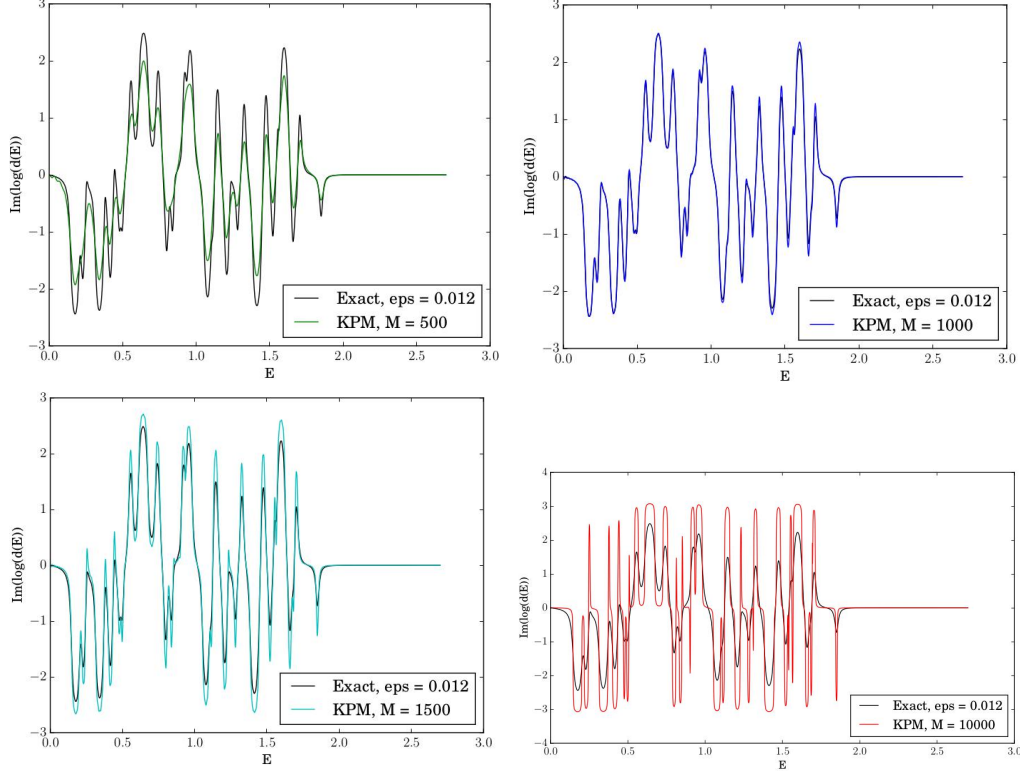 3
2
1
0
−1
−2
−3
0.0 0.5 1.0 1.5 2.0 2.5 3.0
E
Im(log(d(E))
Exact, eps = 0.012
KPM, M = 500
3
2
1
0
−1
−2
−3
0.0 0.5 1.0 1.5 2.0 2.5 3.0
E
Im(log(d(E))
Exact, eps = 0.012
KPM, M = 1000
3
2
1
0
−1
−2
−3
0.0 0.5 1.0 1.5 2.0 2.5 3.0
E
Im(log(d(E))
Exact, eps = 0.012
KPM, M = 1500
4
3
2
1
0
−1
−2
−3
−4
0.0 0.5 1.0 1.5 2.0 2.5 3.0
E
Im(log(d(E))
Exact, eps = 0.012
KPM, M = 10000